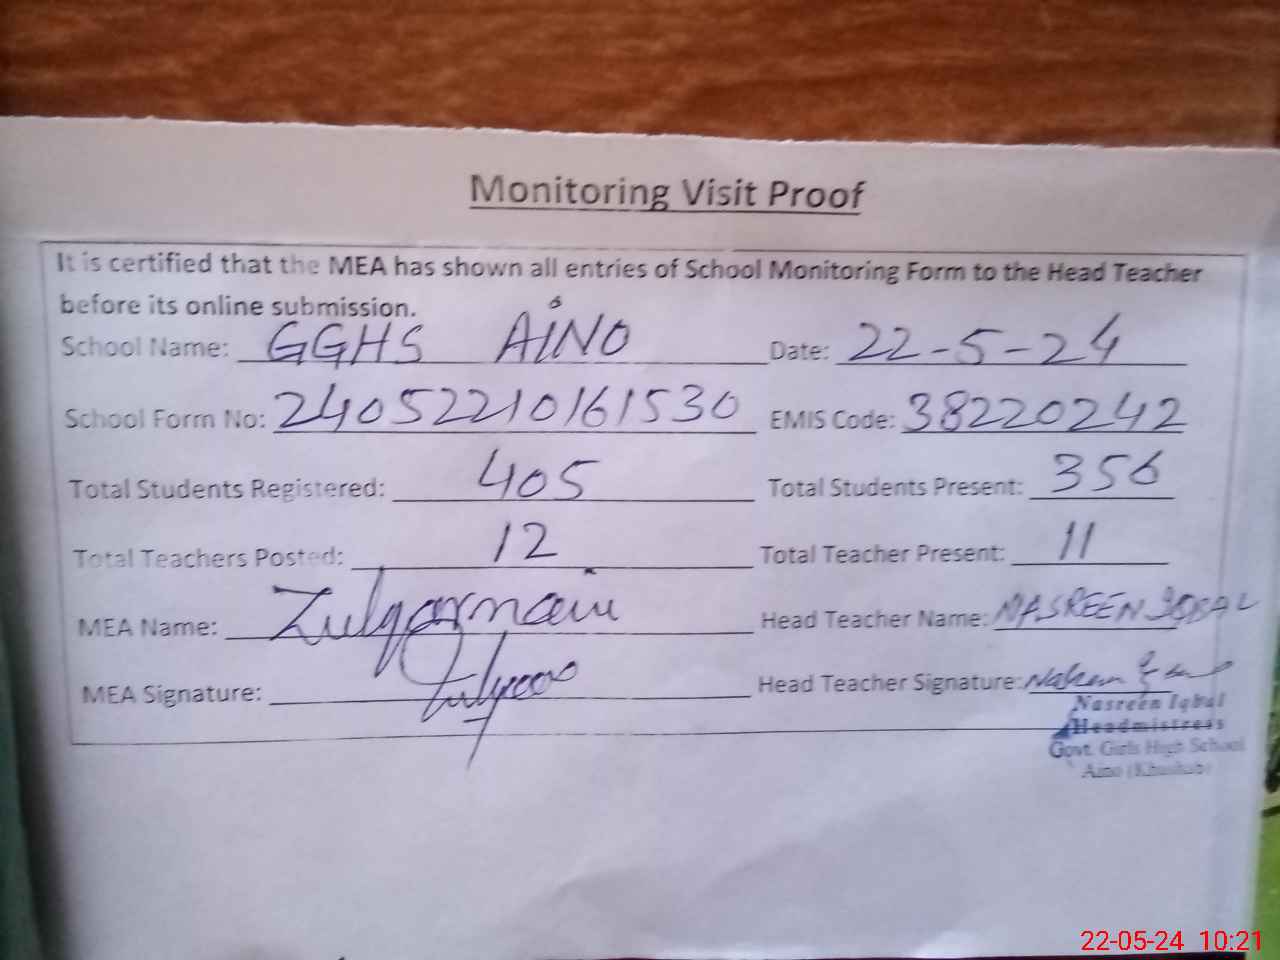 Monitoring Visit Proof
It is certified that the MEA has shown all entries of School Monitoring Form to the Head Teacher
before its online submission.
School Name: GGHS AINO Date: 22-5-24
School Form No: 24052210161530 EMIS Code: 38220242
Total Students Registered: 405 Total Students Present: 356
Total Teachers Posted: 12 Total Teacher Present: 11
MEA Name: Zulqarnain Head Teacher Name: NASREEN IQBAL
MEA Signature: Head Teacher Signature:
Nasreen Iqbal
Headmistress
Govt. Girls High School
Aino (Khushab)
22-05-24 10:21